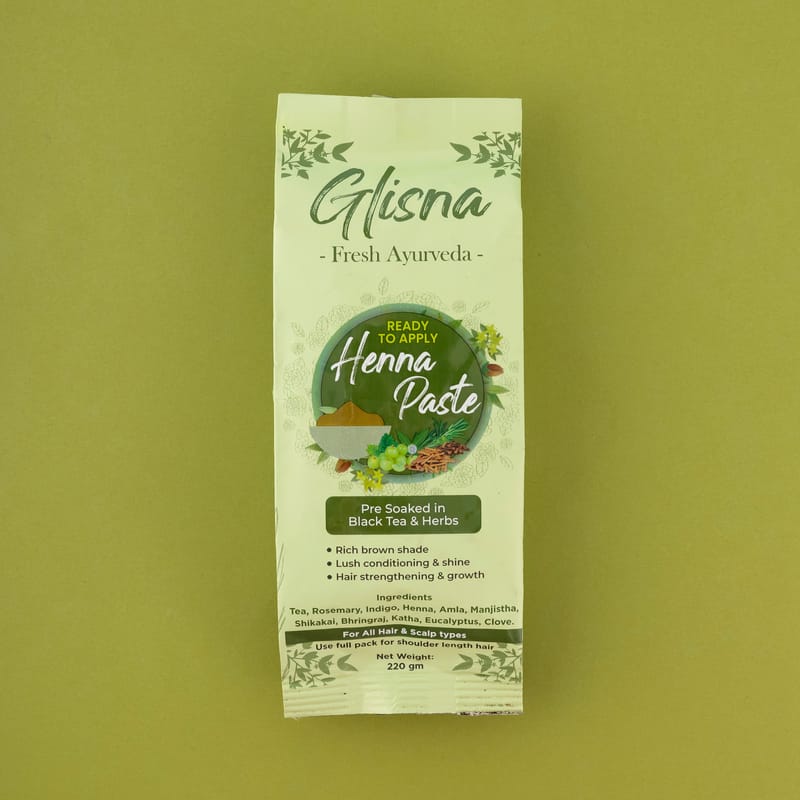 Glisna
- Fresh Ayurveda -
READY
TO APPLY
Henna
Paste
Pre Soaked in
Black Tea & Herbs
• Rich brown shade
• Lush conditioning & shine
• Hair strengthening & growth
Ingredients
Tea, Rosemary, Indigo, Henna, Amla, Manjistha,
Shikakai, Bhringraj, Katha, Eucalyptus, Clove.
For All Hair & Scalp types
Use full pack for shoulder length hair
Net Weight:
220 gm